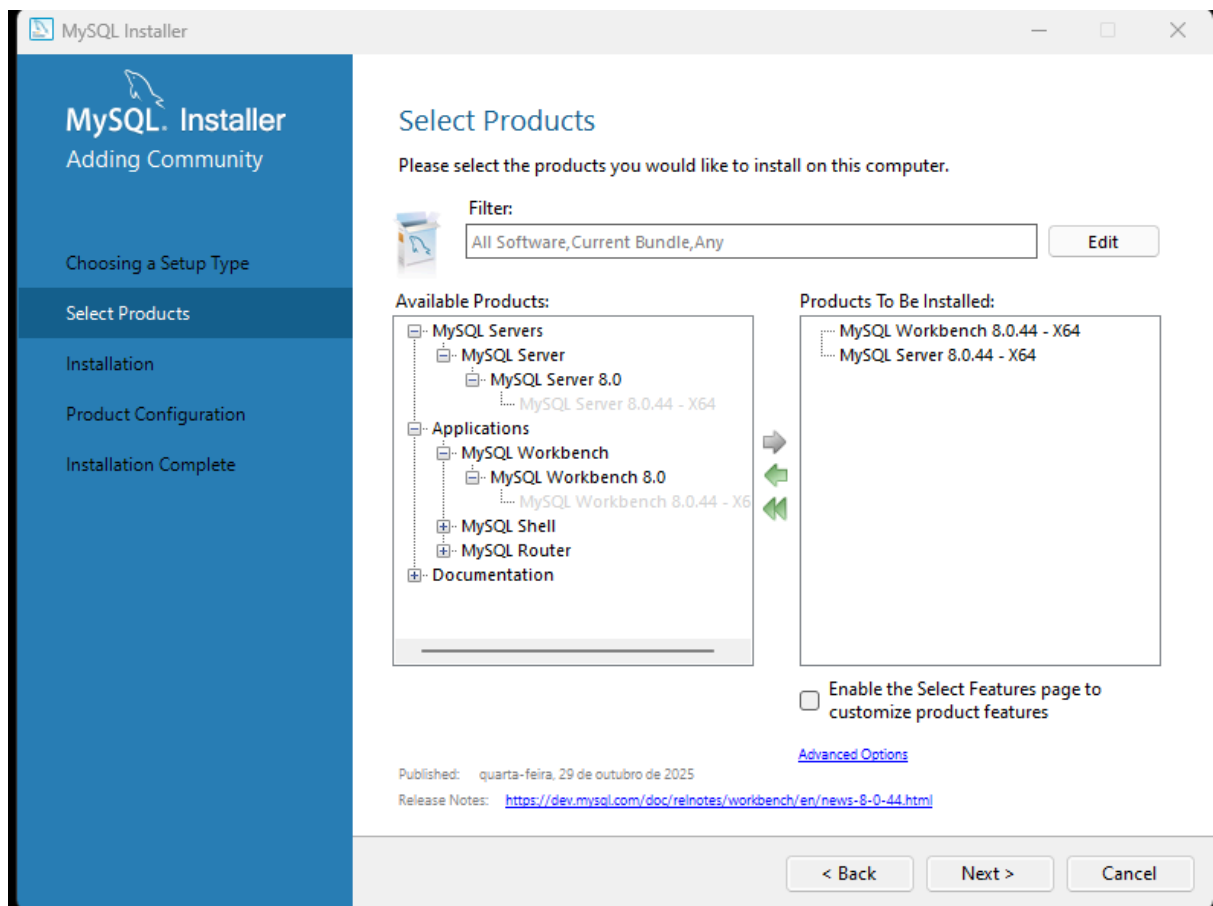 MySQL Installer
MySQL. Installer
Adding Community
Choosing a Setup Type
Select Products
Installation
Product Configuration
Installation Complete
Select Products
Please select the products you would like to install on this computer.
Filter:
All Software,Current Bundle,Any
Edit
Available Products:
MySQL Servers
MySQL Server
MySQL Server 8.0
MySQL Server 8.0.44 - X64
Applications
MySQL Workbench
MySQL Workbench 8.0
MySQL Workbench 8.0.44 - X6
MySQL Shell
MySQL Router
Documentation
Products To Be Installed:
MySQL Workbench 8.0.44 - X64
MySQL Server 8.0.44 - X64
Enable the Select Features page to
customize product features
Advanced Options
Published: quarta-feira, 29 de outubro de 2025
Release Notes: https://dev.mysql.com/doc/relnotes/workbench/en/news-8-0-44.html
< Back
Next >
Cancel